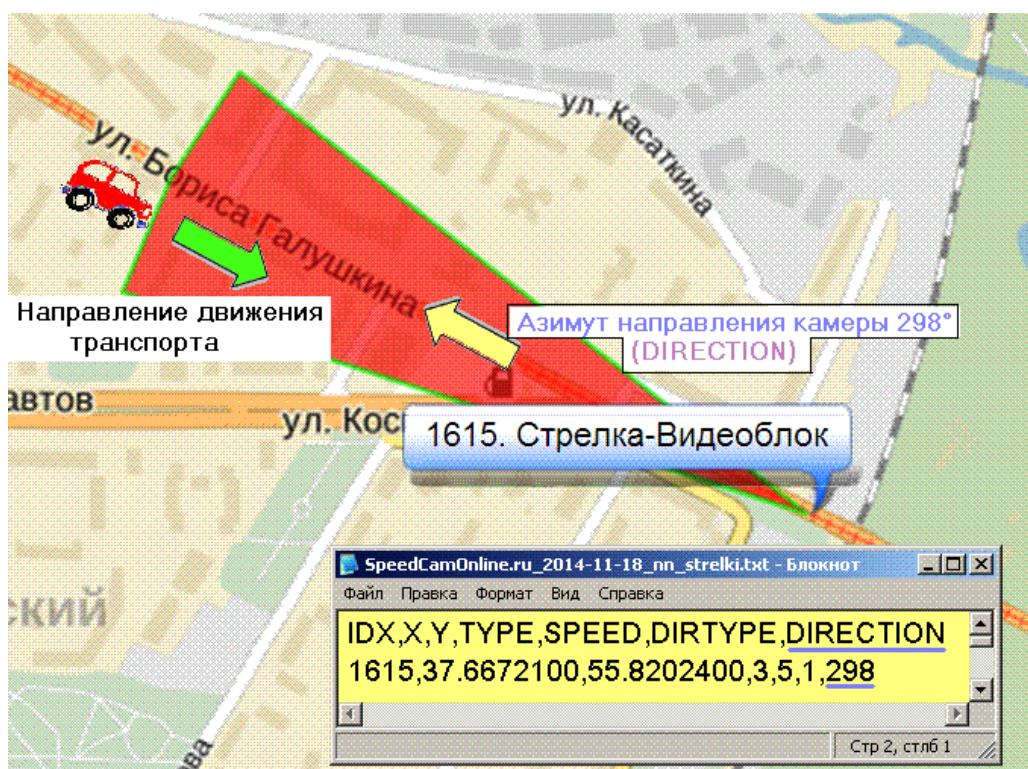 ул. Касаткина
ул. Бориса Галушкина
Направление движения
транспорта
Азимут направления камеры 298°
(DIRECTION)
автов
ул. Кос
1615. Стрелка-Видеоблок
ский
ова
SpeedCamOnline.ru_2014-11-18_nn_strelki.txt - Блокнот
Файл Правка Формат Вид Справка
IDX,X,Y,TYPE,SPEED,DIRTYPE,DIRECTION
1615,37.6672100,55.8202400,3,5,1,298
Стр 2, стлб 1